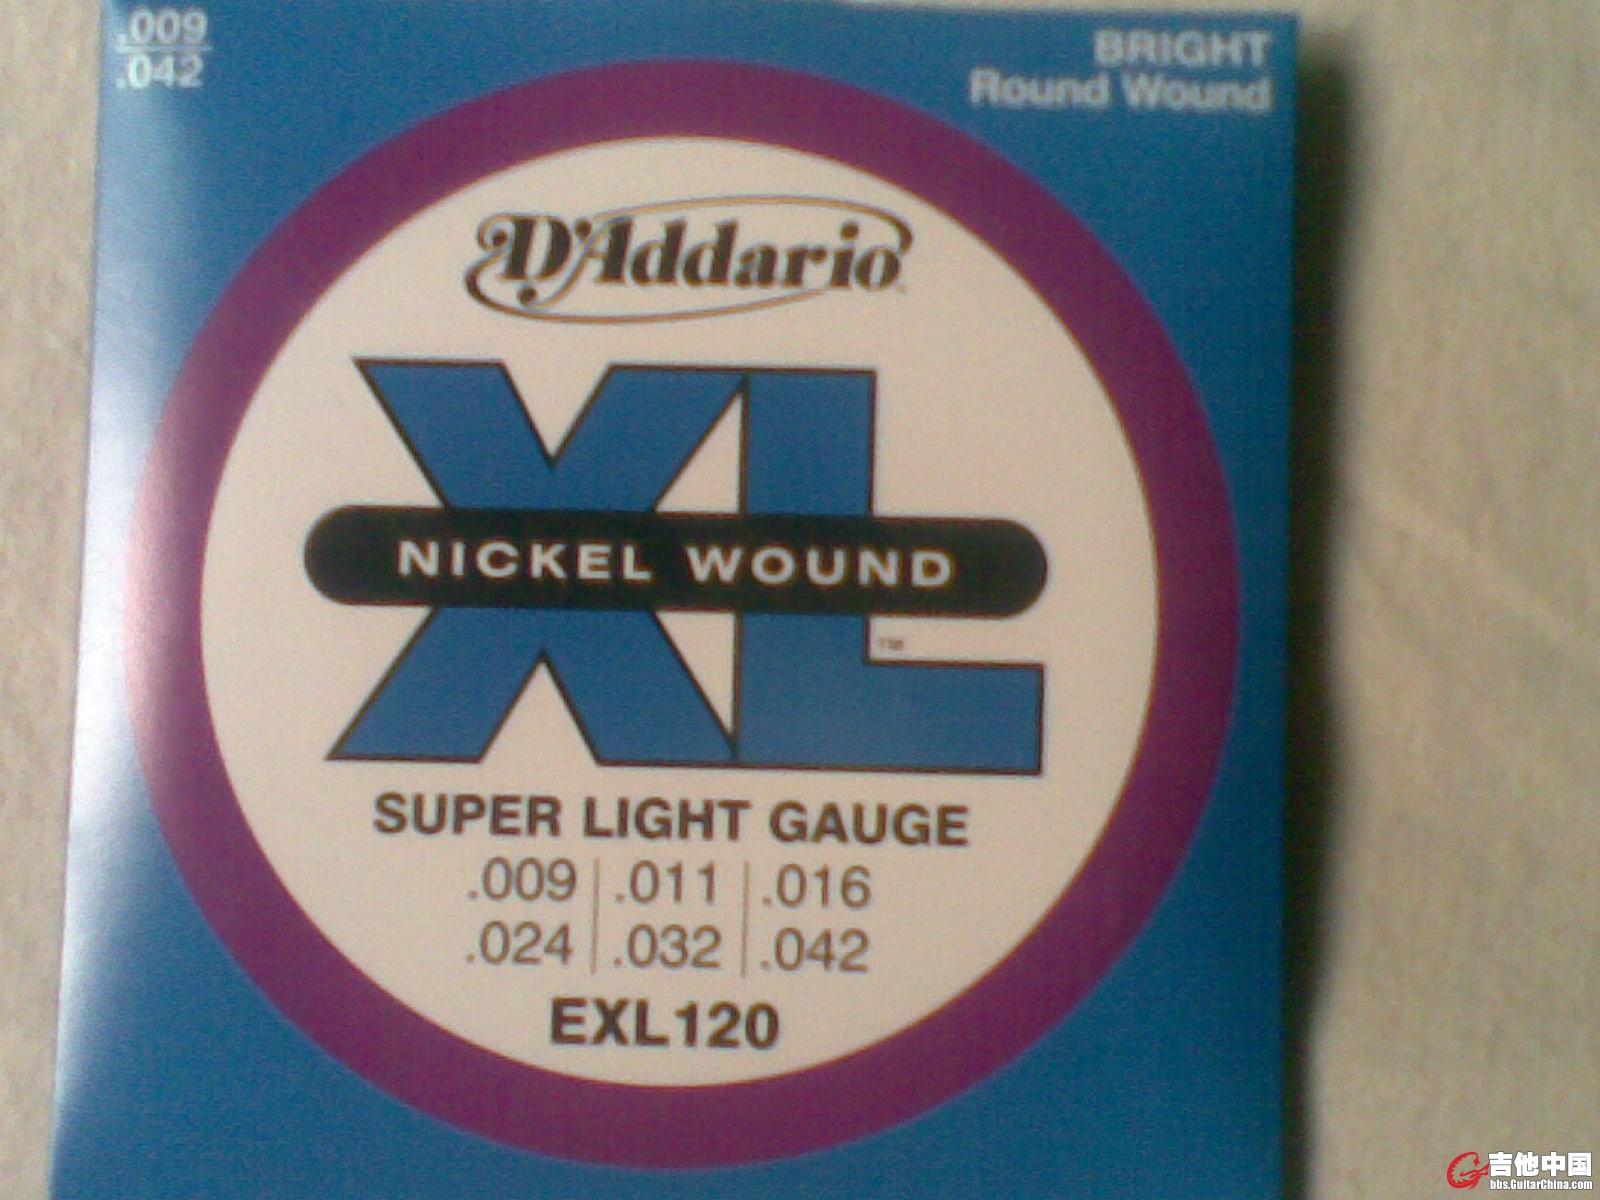 .009
.042
BRIGHT
Round Wound
D'Addario
XL
NICKEL WOUND
TM
SUPER LIGHT GAUGE
.009 .011 .016
.024 .032 .042
EXL120
吉他中国
bbs.GuitarChina.com